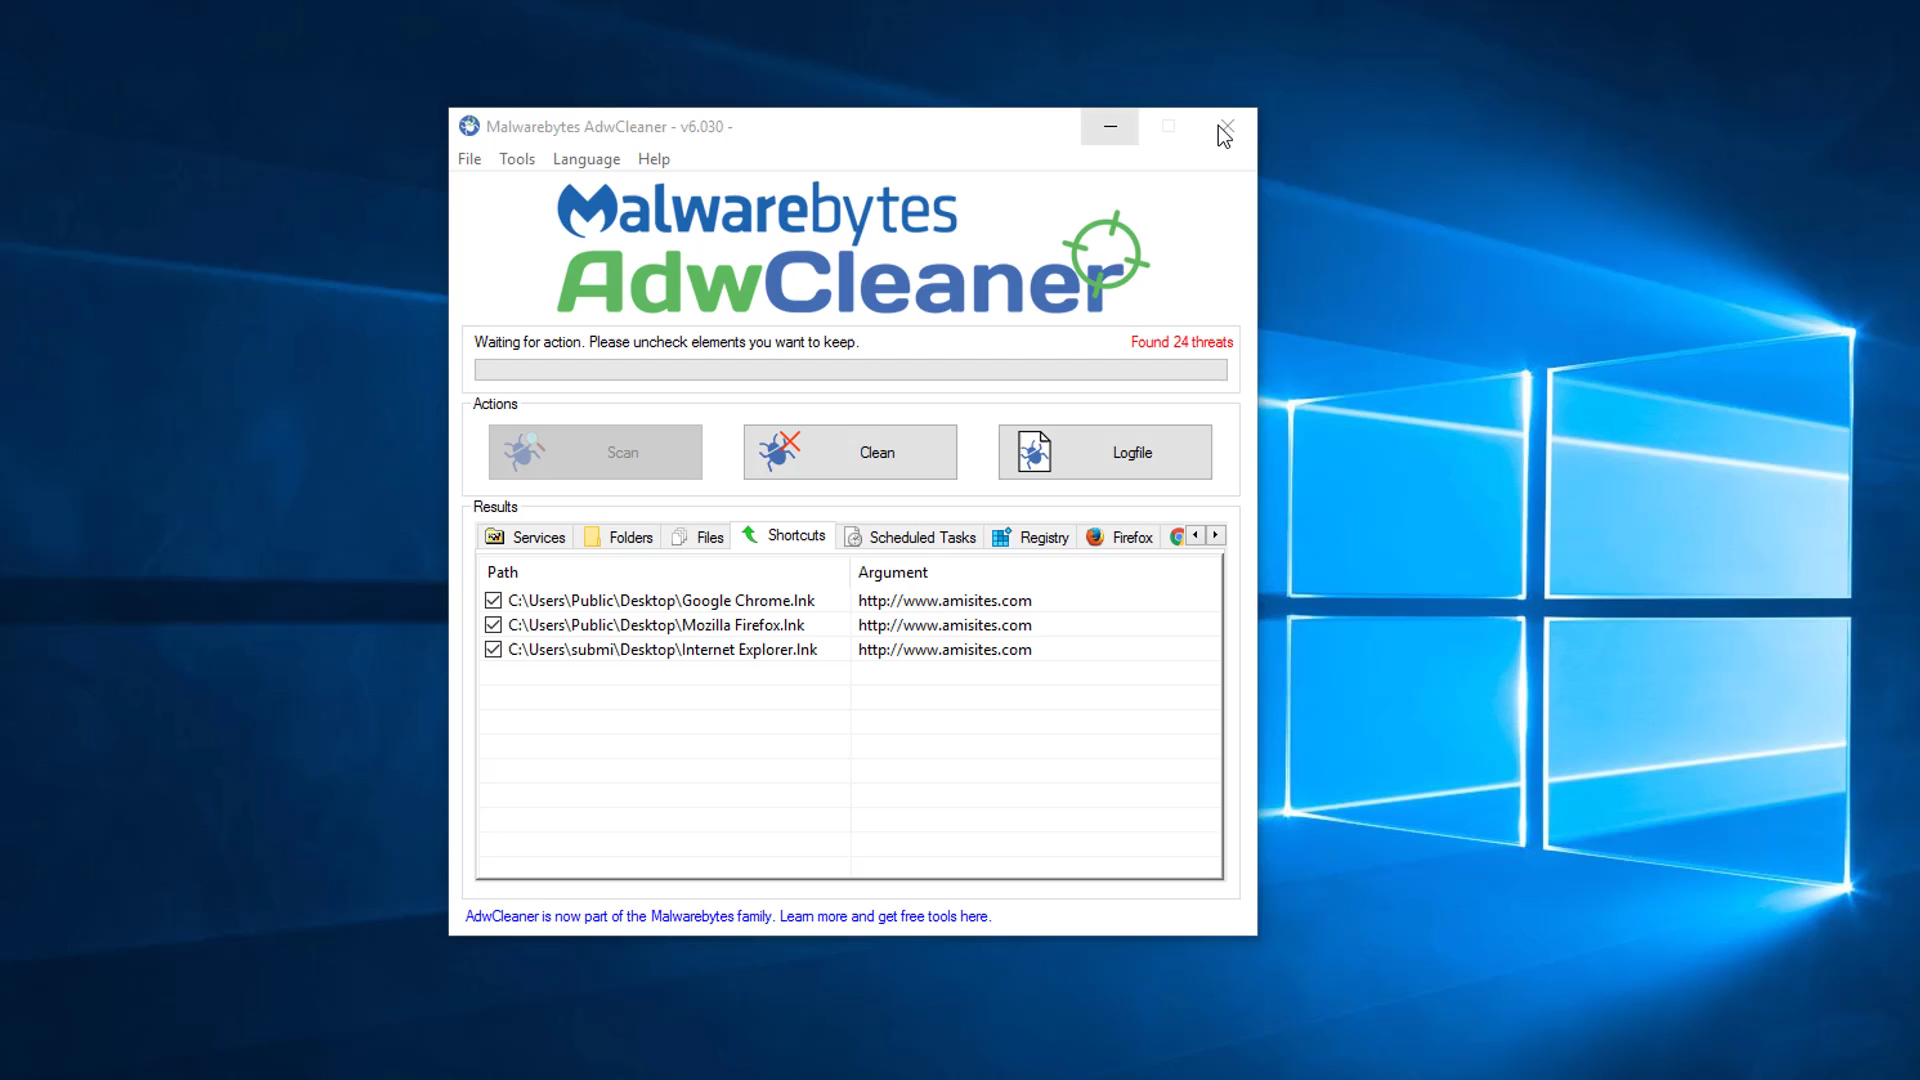 Malwarebytes AdwCleaner - v6.030 -
File Tools Language Help
Malwarebytes
AdwCleaner
Waiting for action. Please uncheck elements you want to keep. Found 24 threats
Actions
Scan Clean Logfile
Results
Services Folders Files Shortcuts Scheduled Tasks Registry Firefox
Path Argument
C:\Users\Public\Desktop\Google Chrome.lnk http://www.amisites.com
C:\Users\Public\Desktop\Mozilla Firefox.lnk http://www.amisites.com
C:\Users\submi\Desktop\Internet Explorer.lnk http://www.amisites.com
AdwCleaner is now part of the Malwarebytes family. Learn more and get free tools here.